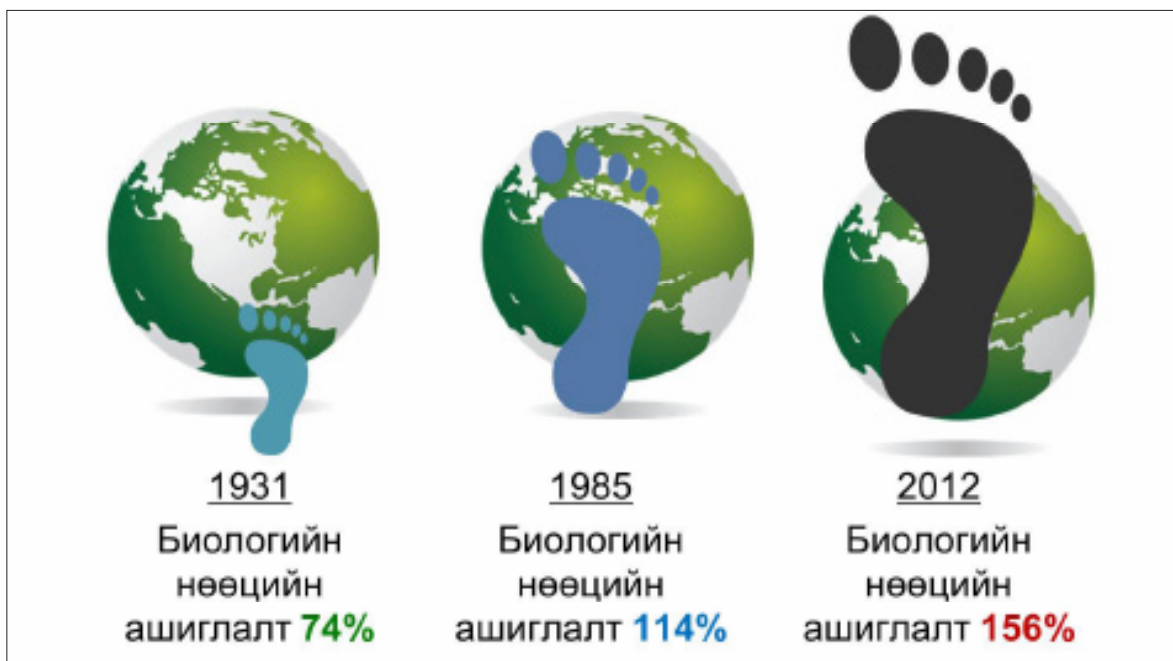 1931
Биологийн
нөөцийн
ашиглалт 74%
1985
Биологийн
нөөцийн
ашиглалт 114%
2012
Биологийн
нөөцийн
ашиглалт 156%